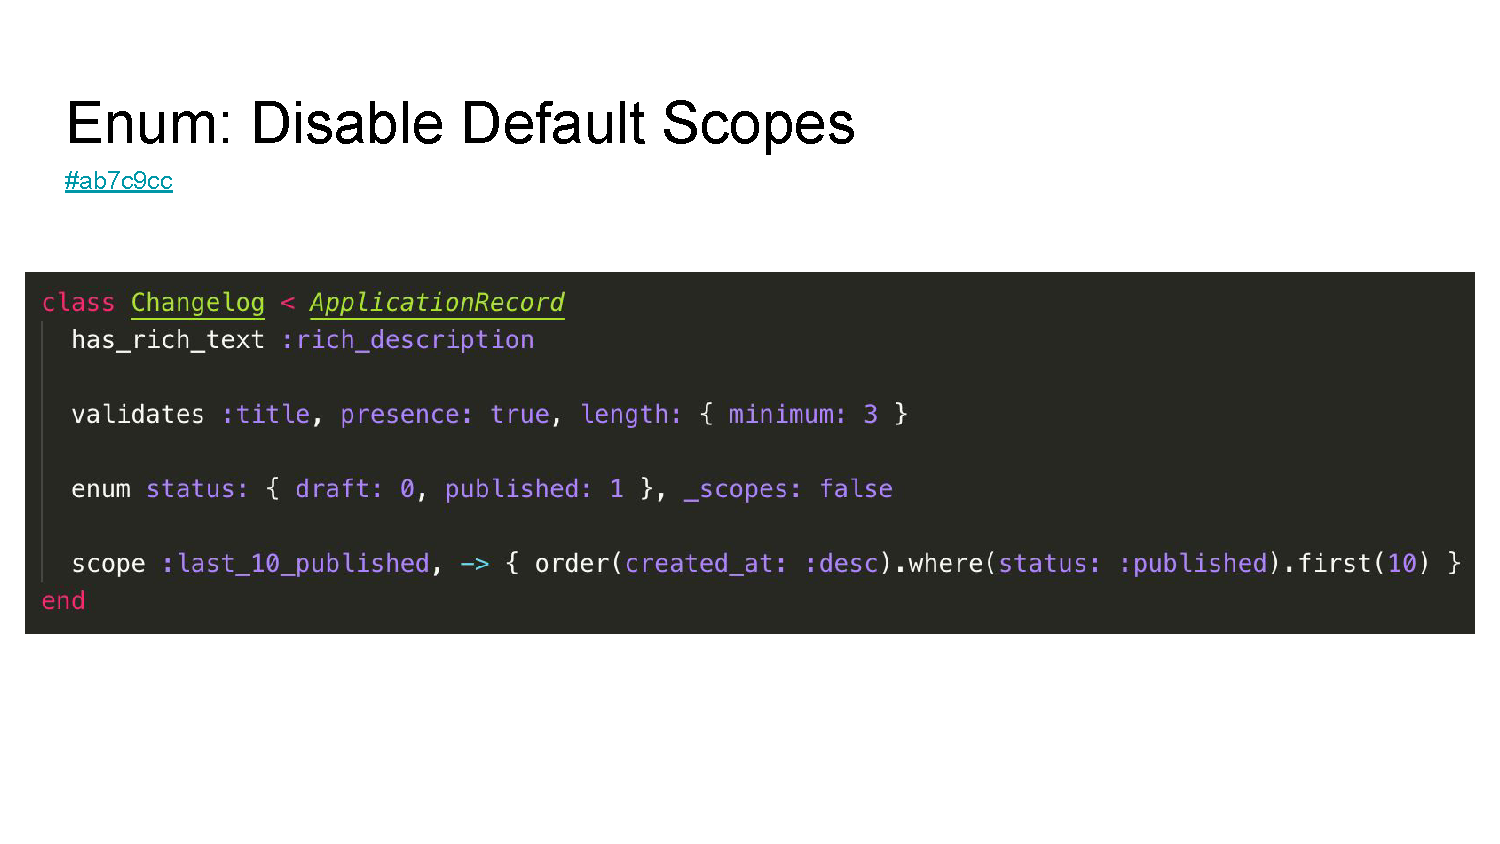 Enum: Disable Default Scopes
#ab7c9cc
class Changelog < ApplicationRecord
  has_rich_text :rich_description
  validates :title, presence: true, length: { minimum: 3 }
  enum status: { draft: 0, published: 1 }, _scopes: false
  scope :last_10_published, -> { order(created_at: :desc).where(status: :published).first(10) }
end